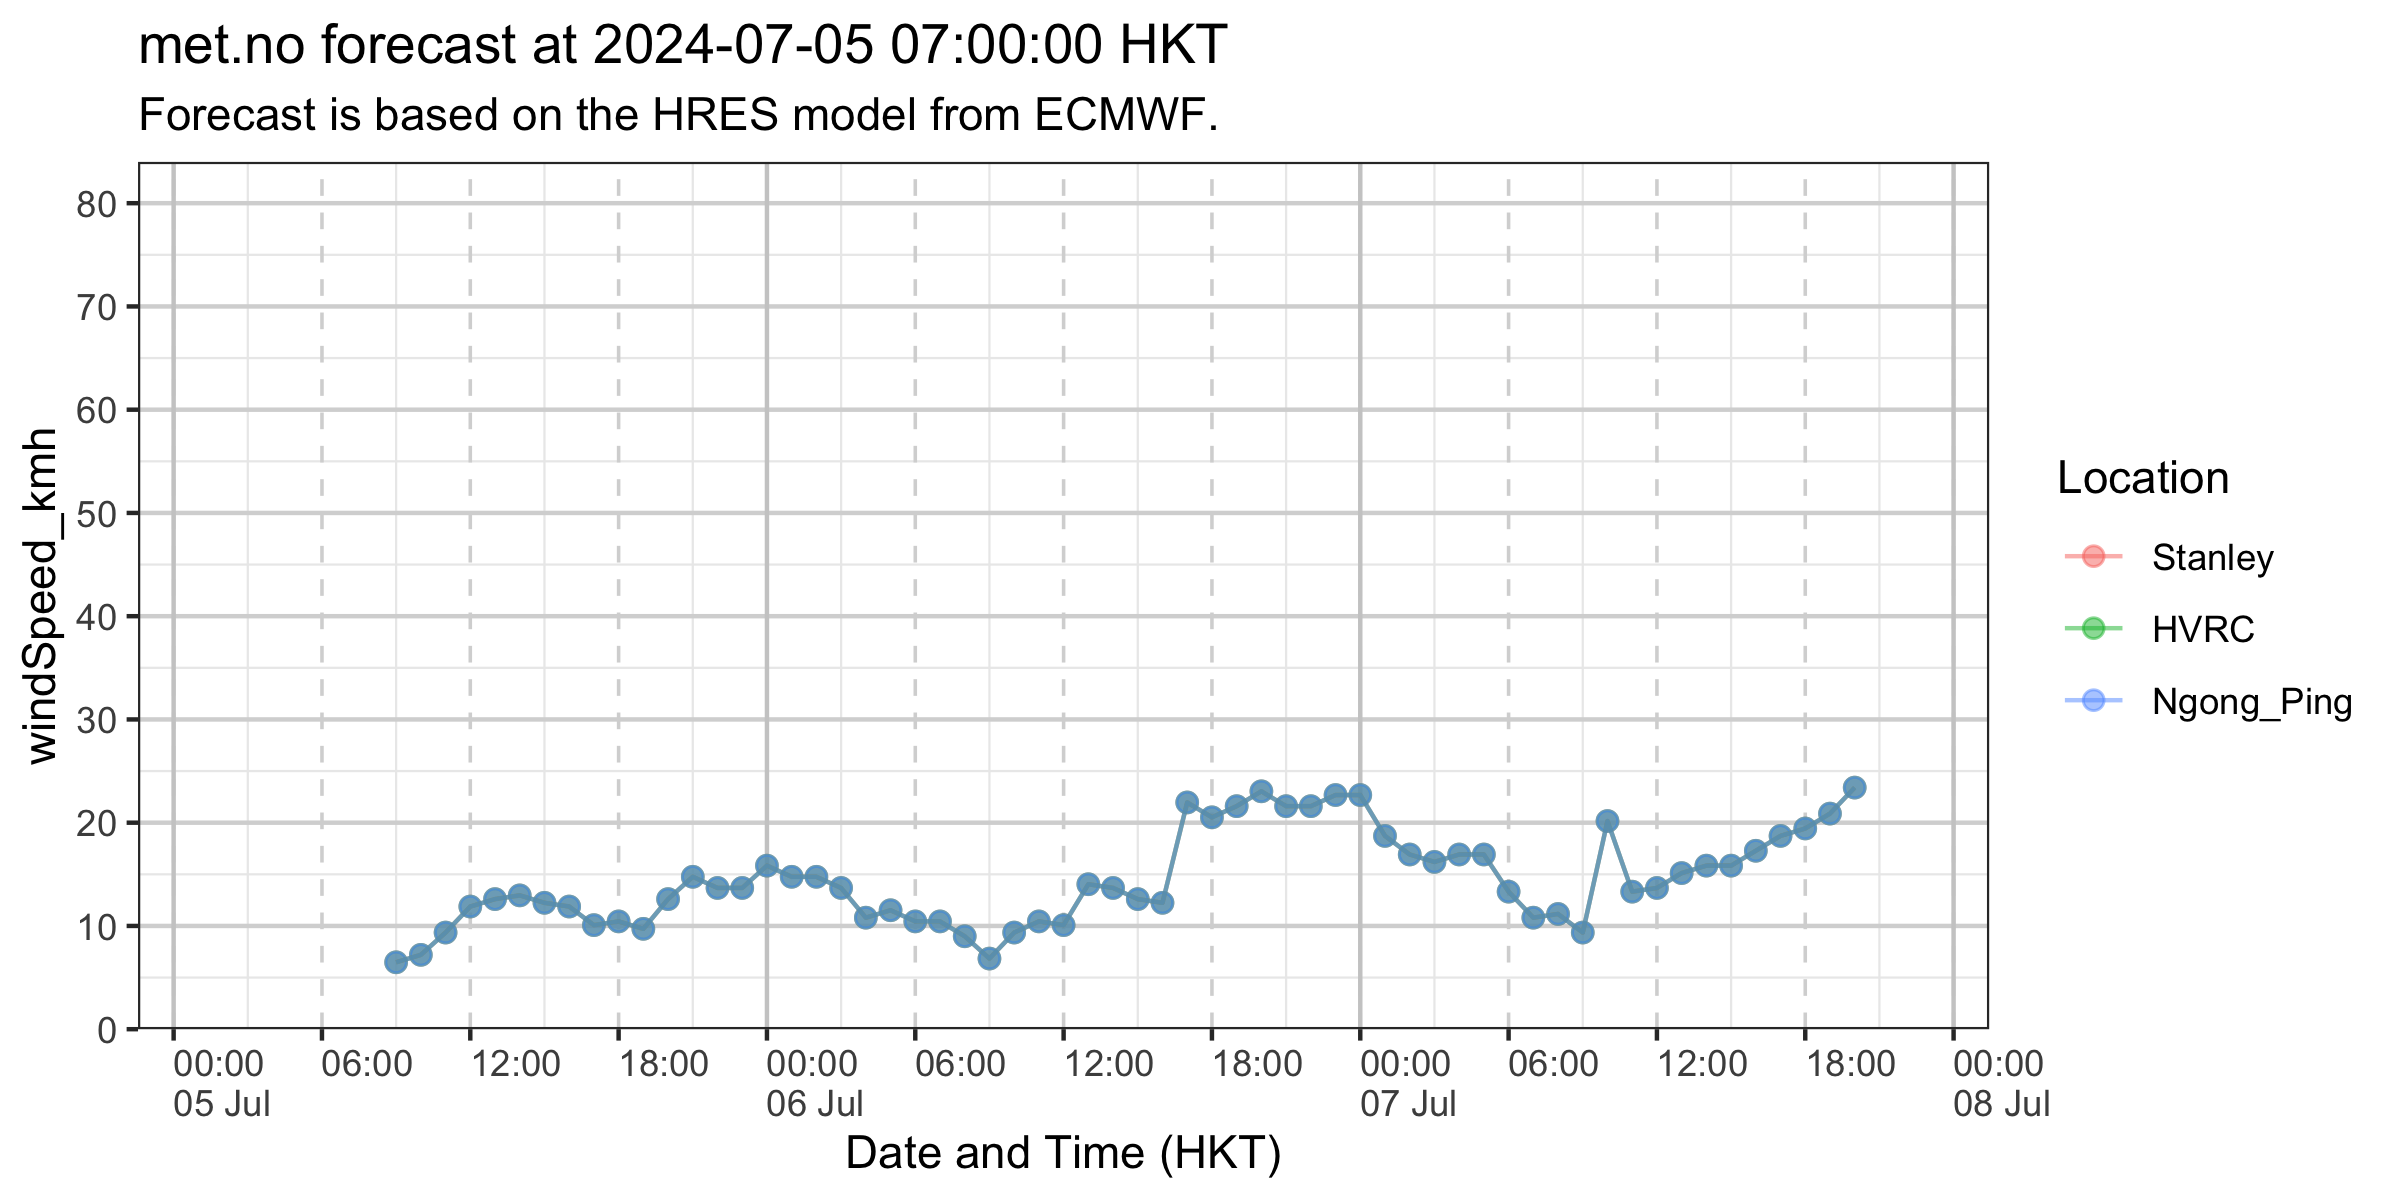 met.no forecast at 2024-07-05 07:00:00 HKT
Forecast is based on the HRES model from ECMWF.
windSpeed_kmh
80
70
60
50
40
30
20
10
0
00:00 06:00 12:00 18:00 00:00 06:00 12:00 18:00 00:00 06:00 12:00 18:00 00:00
05 Jul 06 Jul 07 Jul 08 Jul
Date and Time (HKT)
Location
Stanley
HVRC
Ngong_Ping